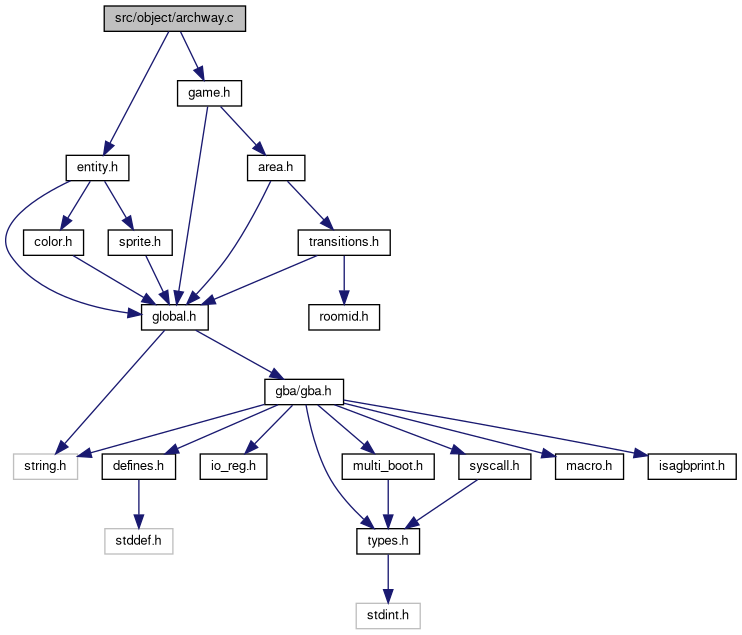 src/object/archway.c
game.h
entity.h
area.h
color.h
sprite.h
transitions.h
global.h
roomid.h
gba/gba.h
string.h
defines.h
io_reg.h
multi_boot.h
syscall.h
macro.h
isagbprint.h
stddef.h
types.h
stdint.h